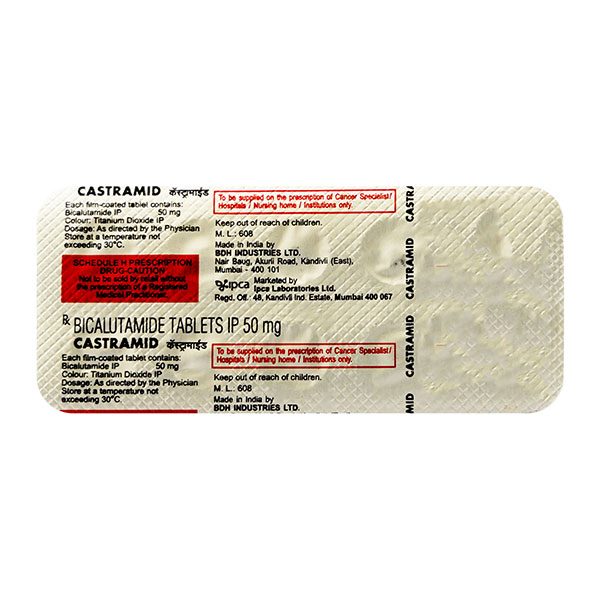 CASTRAMID कॅस्ट्रामाईड
Each film-coated tablet contains:
Bicalutamide IP 50 mg
Colour: Titanium Dioxide IP
Dosage: As directed by the Physician
Store at a temperature not
exceeding 30°C.
SCHEDULE H PRESCRIPTION
DRUG CAUTION
Not to be sold by retail without
the prescription of a Registered
Medical Practitioner.
To be supplied on the prescription of Cancer Specialist/
Hospitals / Nursing home / Institutions only.
Keep out of reach of children.
M. L.: 608
Made in India by
BDH INDUSTRIES LTD.
Nair Baug, Akurli Road, Kandivli (East),
Mumbai - 400 101
ipca Marketed by
Ipca Laboratories Ltd.
Regd. Off.: 48, Kandivli Ind. Estate, Mumbai 400 067
℞ BICALUTAMIDE TABLETS IP 50 mg
CASTRAMID कॅस्ट्रामाईड
Each film-coated tablet contains:
Bicalutamide IP 50 mg
Colour: Titanium Dioxide IP
Dosage: As directed by the Physician
Store at a temperature not
exceeding 30°C.
To be supplied on the prescription of Cancer Specialist/
Hospitals / Nursing home / Institutions only.
Keep out of reach of children.
M. L.: 608
Made in India by
BDH INDUSTRIES LTD.
CASTRA
CASTRAMID
CASTRAMID
CASTRAMID